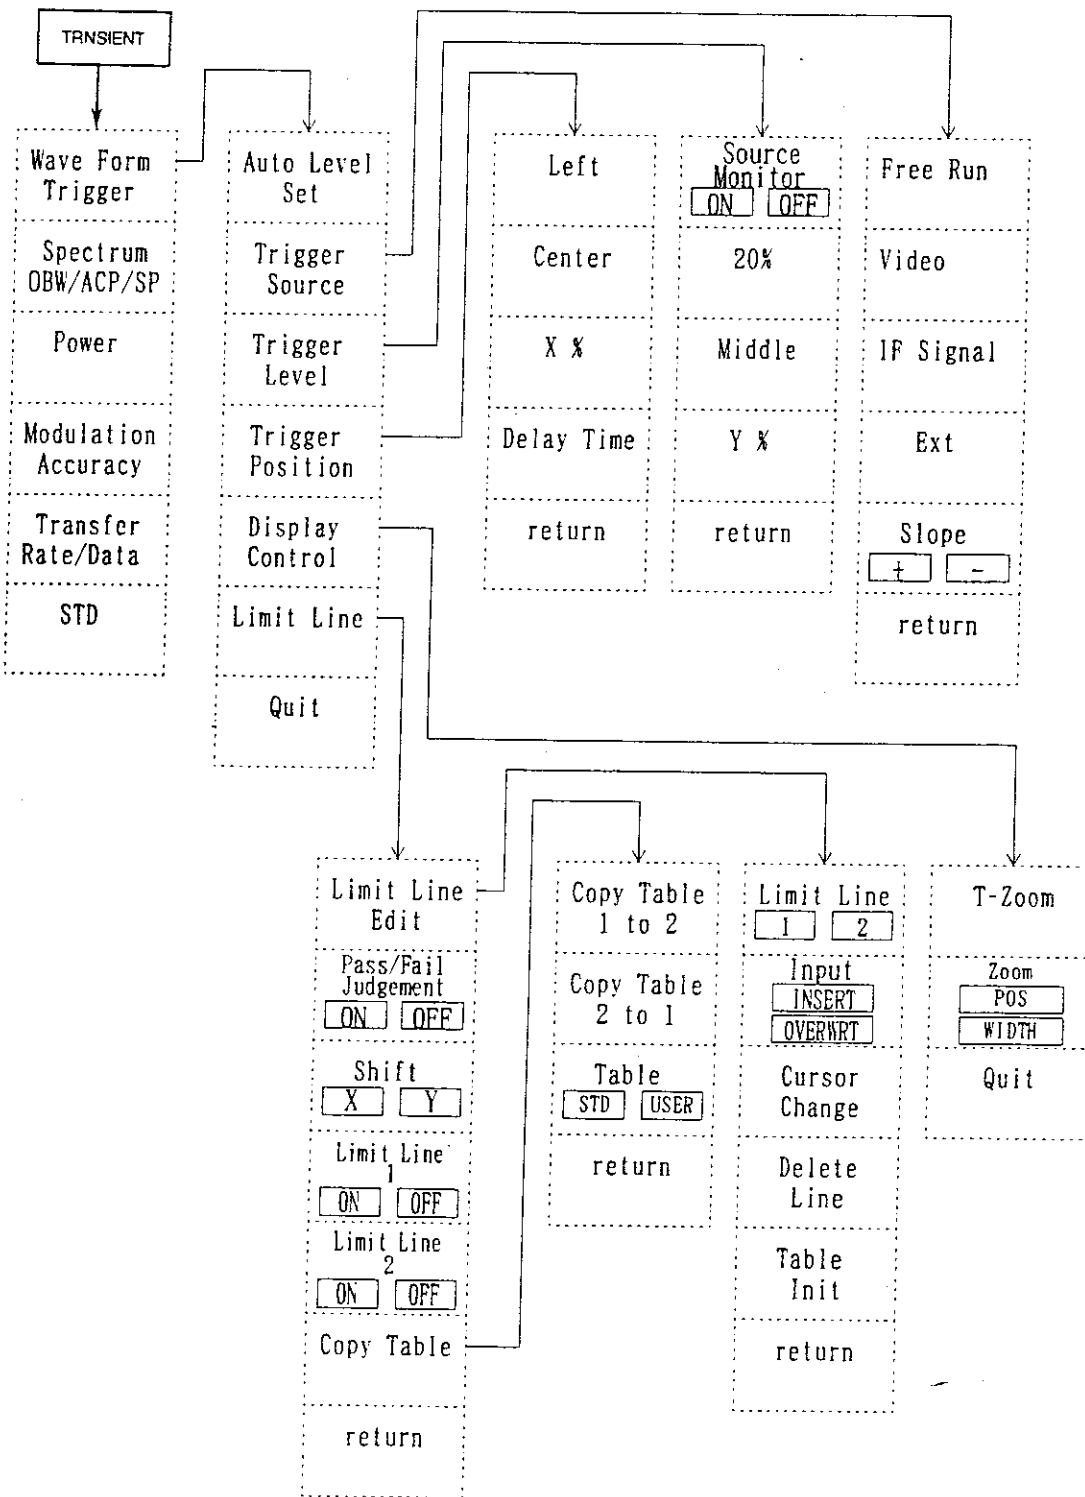 TRNSIENT
Wave Form
Trigger
Spectrum
OBW/ACP/SP
Power
Modulation
Accuracy
Transfer
Rate/Data
STD
Auto Level
Set
Trigger
Source
Trigger
Level
Trigger
Position
Display
Control
Limit Line
Quit
Left
Center
X %
Delay Time
return
Source
Monitor
ON OFF
20%
Middle
Y %
return
Free Run
Video
IF Signal
Ext
Slope
+ -
return
Limit Line
Edit
Pass/Fail
Judgement
ON OFF
Shift
X Y
Limit Line
1
ON OFF
Limit Line
2
ON OFF
Copy Table
return
Copy Table
1 to 2
Copy Table
2 to 1
Table
STD USER
return
Limit Line
1 2
Input
INSERT
OVERWRT
Cursor
Change
Delete
Line
Table
Init
return
T-Zoom
Zoom
POS
WIDTH
Quit